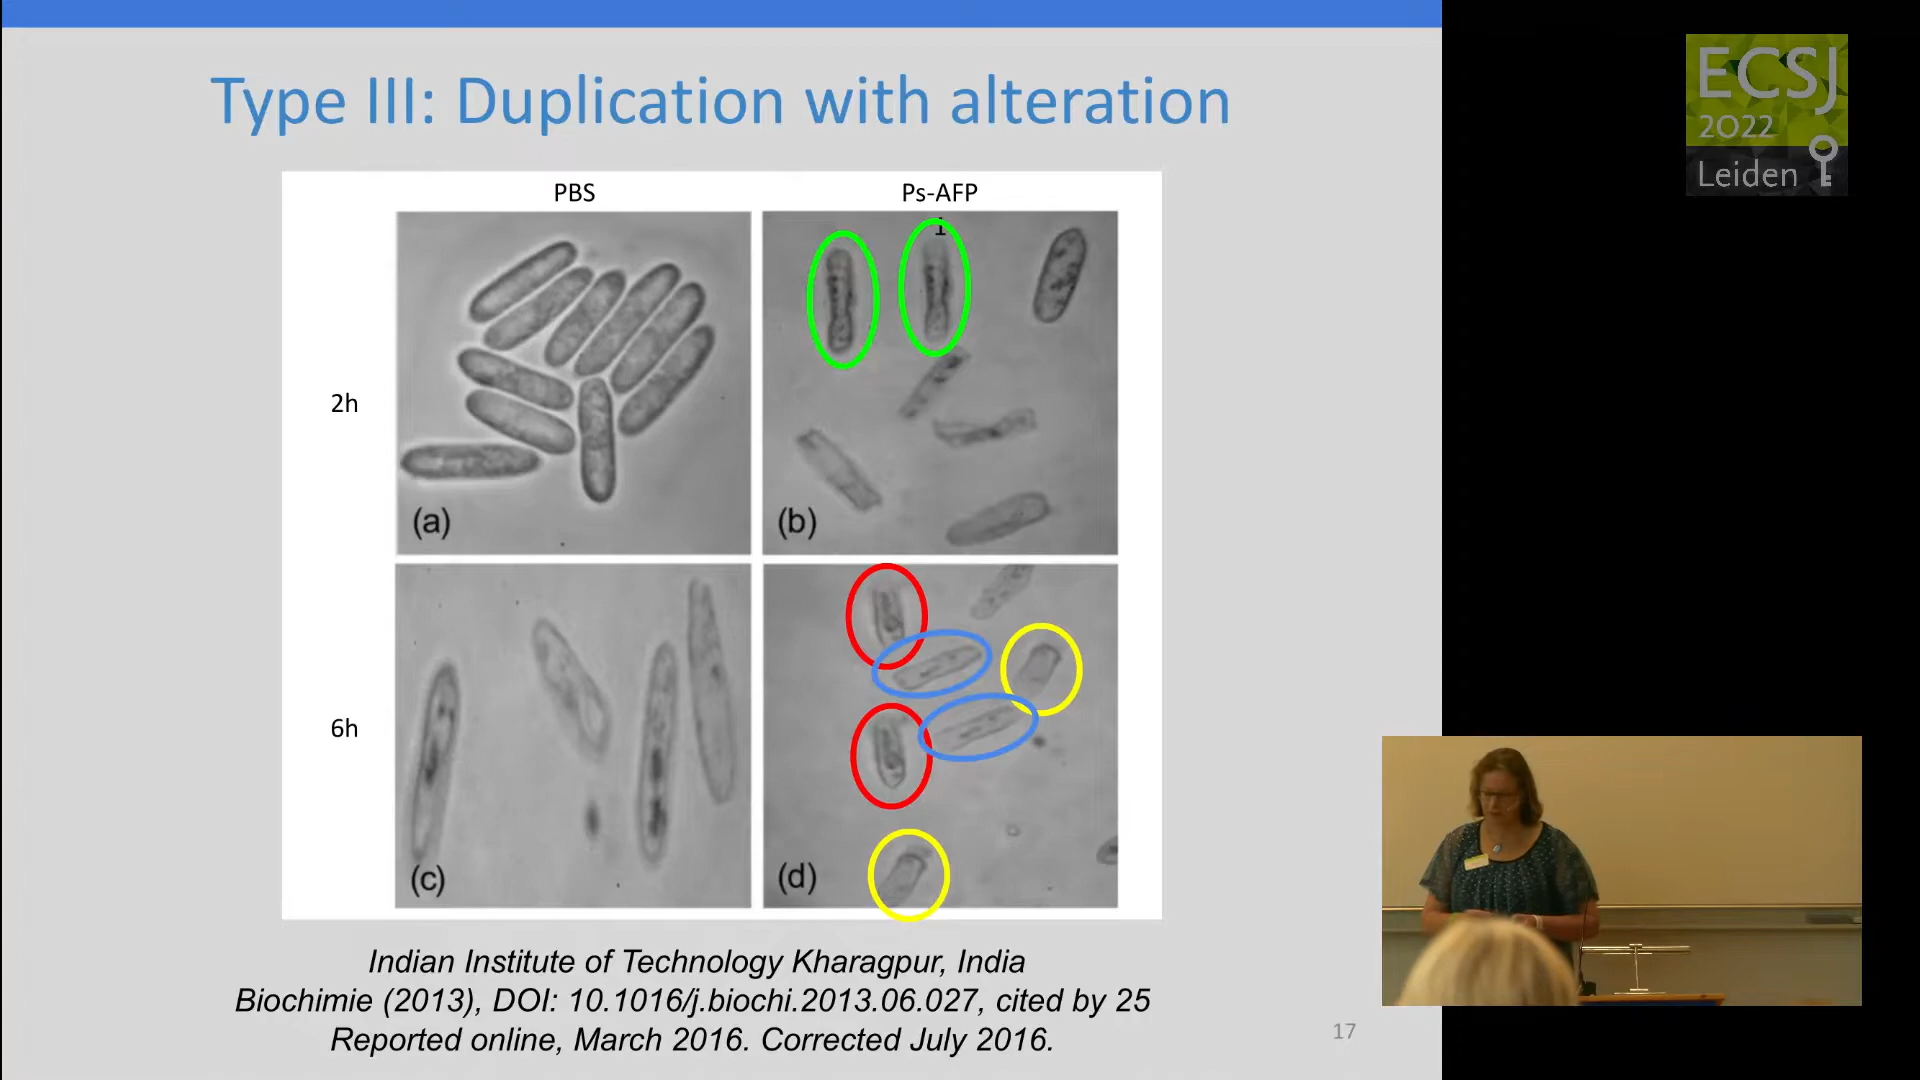 Type III: Duplication with alteration
PBS
Ps-AFP
1
2h
(a)
(b)
6h
(c)
(d)
Indian Institute of Technology Kharagpur, India
Biochimie (2013), DOI: 10.1016/j.biochi.2013.06.027, cited by 25
Reported online, March 2016. Corrected July 2016.
17
ECSJ
2022
Leiden